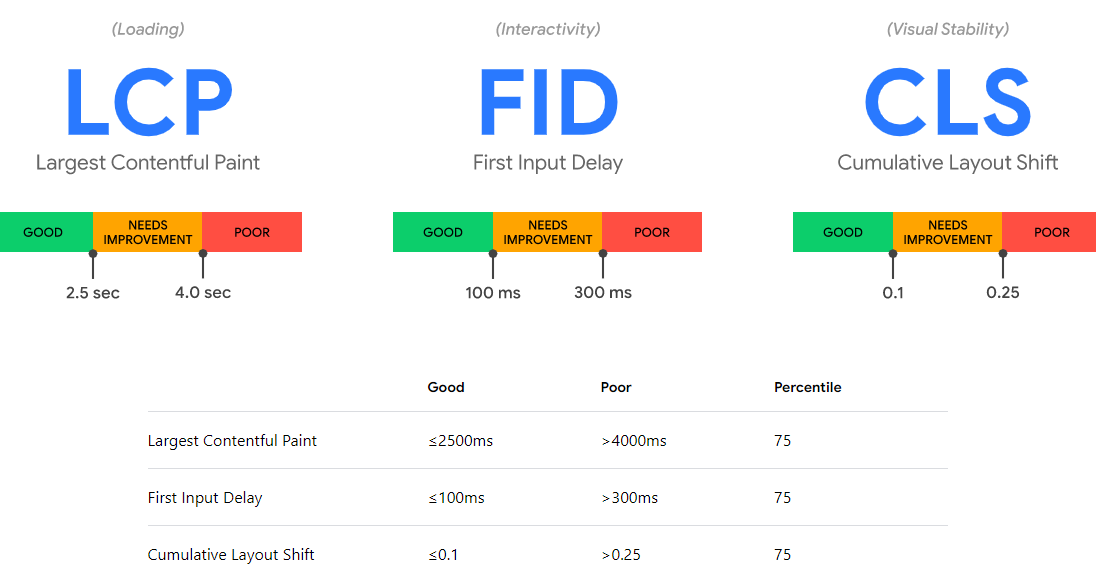 (Loading) (Interactivity) (Visual Stability)
LCP FID CLS
Largest Contentful Paint First Input Delay Cumulative Layout Shift
GOOD NEEDS IMPROVEMENT POOR GOOD NEEDS IMPROVEMENT POOR GOOD NEEDS IMPROVEMENT POOR
2.5 sec 4.0 sec 100 ms 300 ms 0.1 0.25
Good Poor Percentile
Largest Contentful Paint ≤2500ms >4000ms 75
First Input Delay ≤100ms >300ms 75
Cumulative Layout Shift ≤0.1 >0.25 75